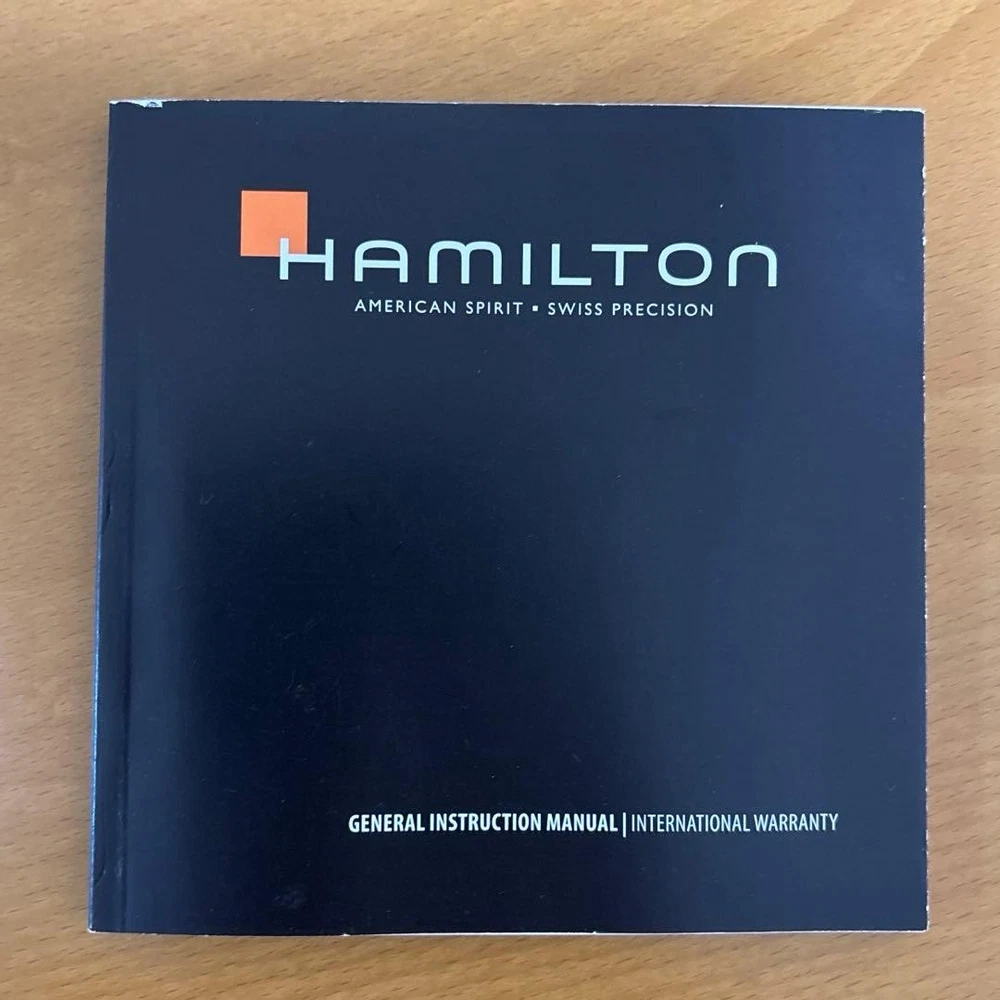 HAMILTON
AMERICAN SPIRIT ▪ SWISS PRECISION
GENERAL INSTRUCTION MANUAL | INTERNATIONAL WARRANTY